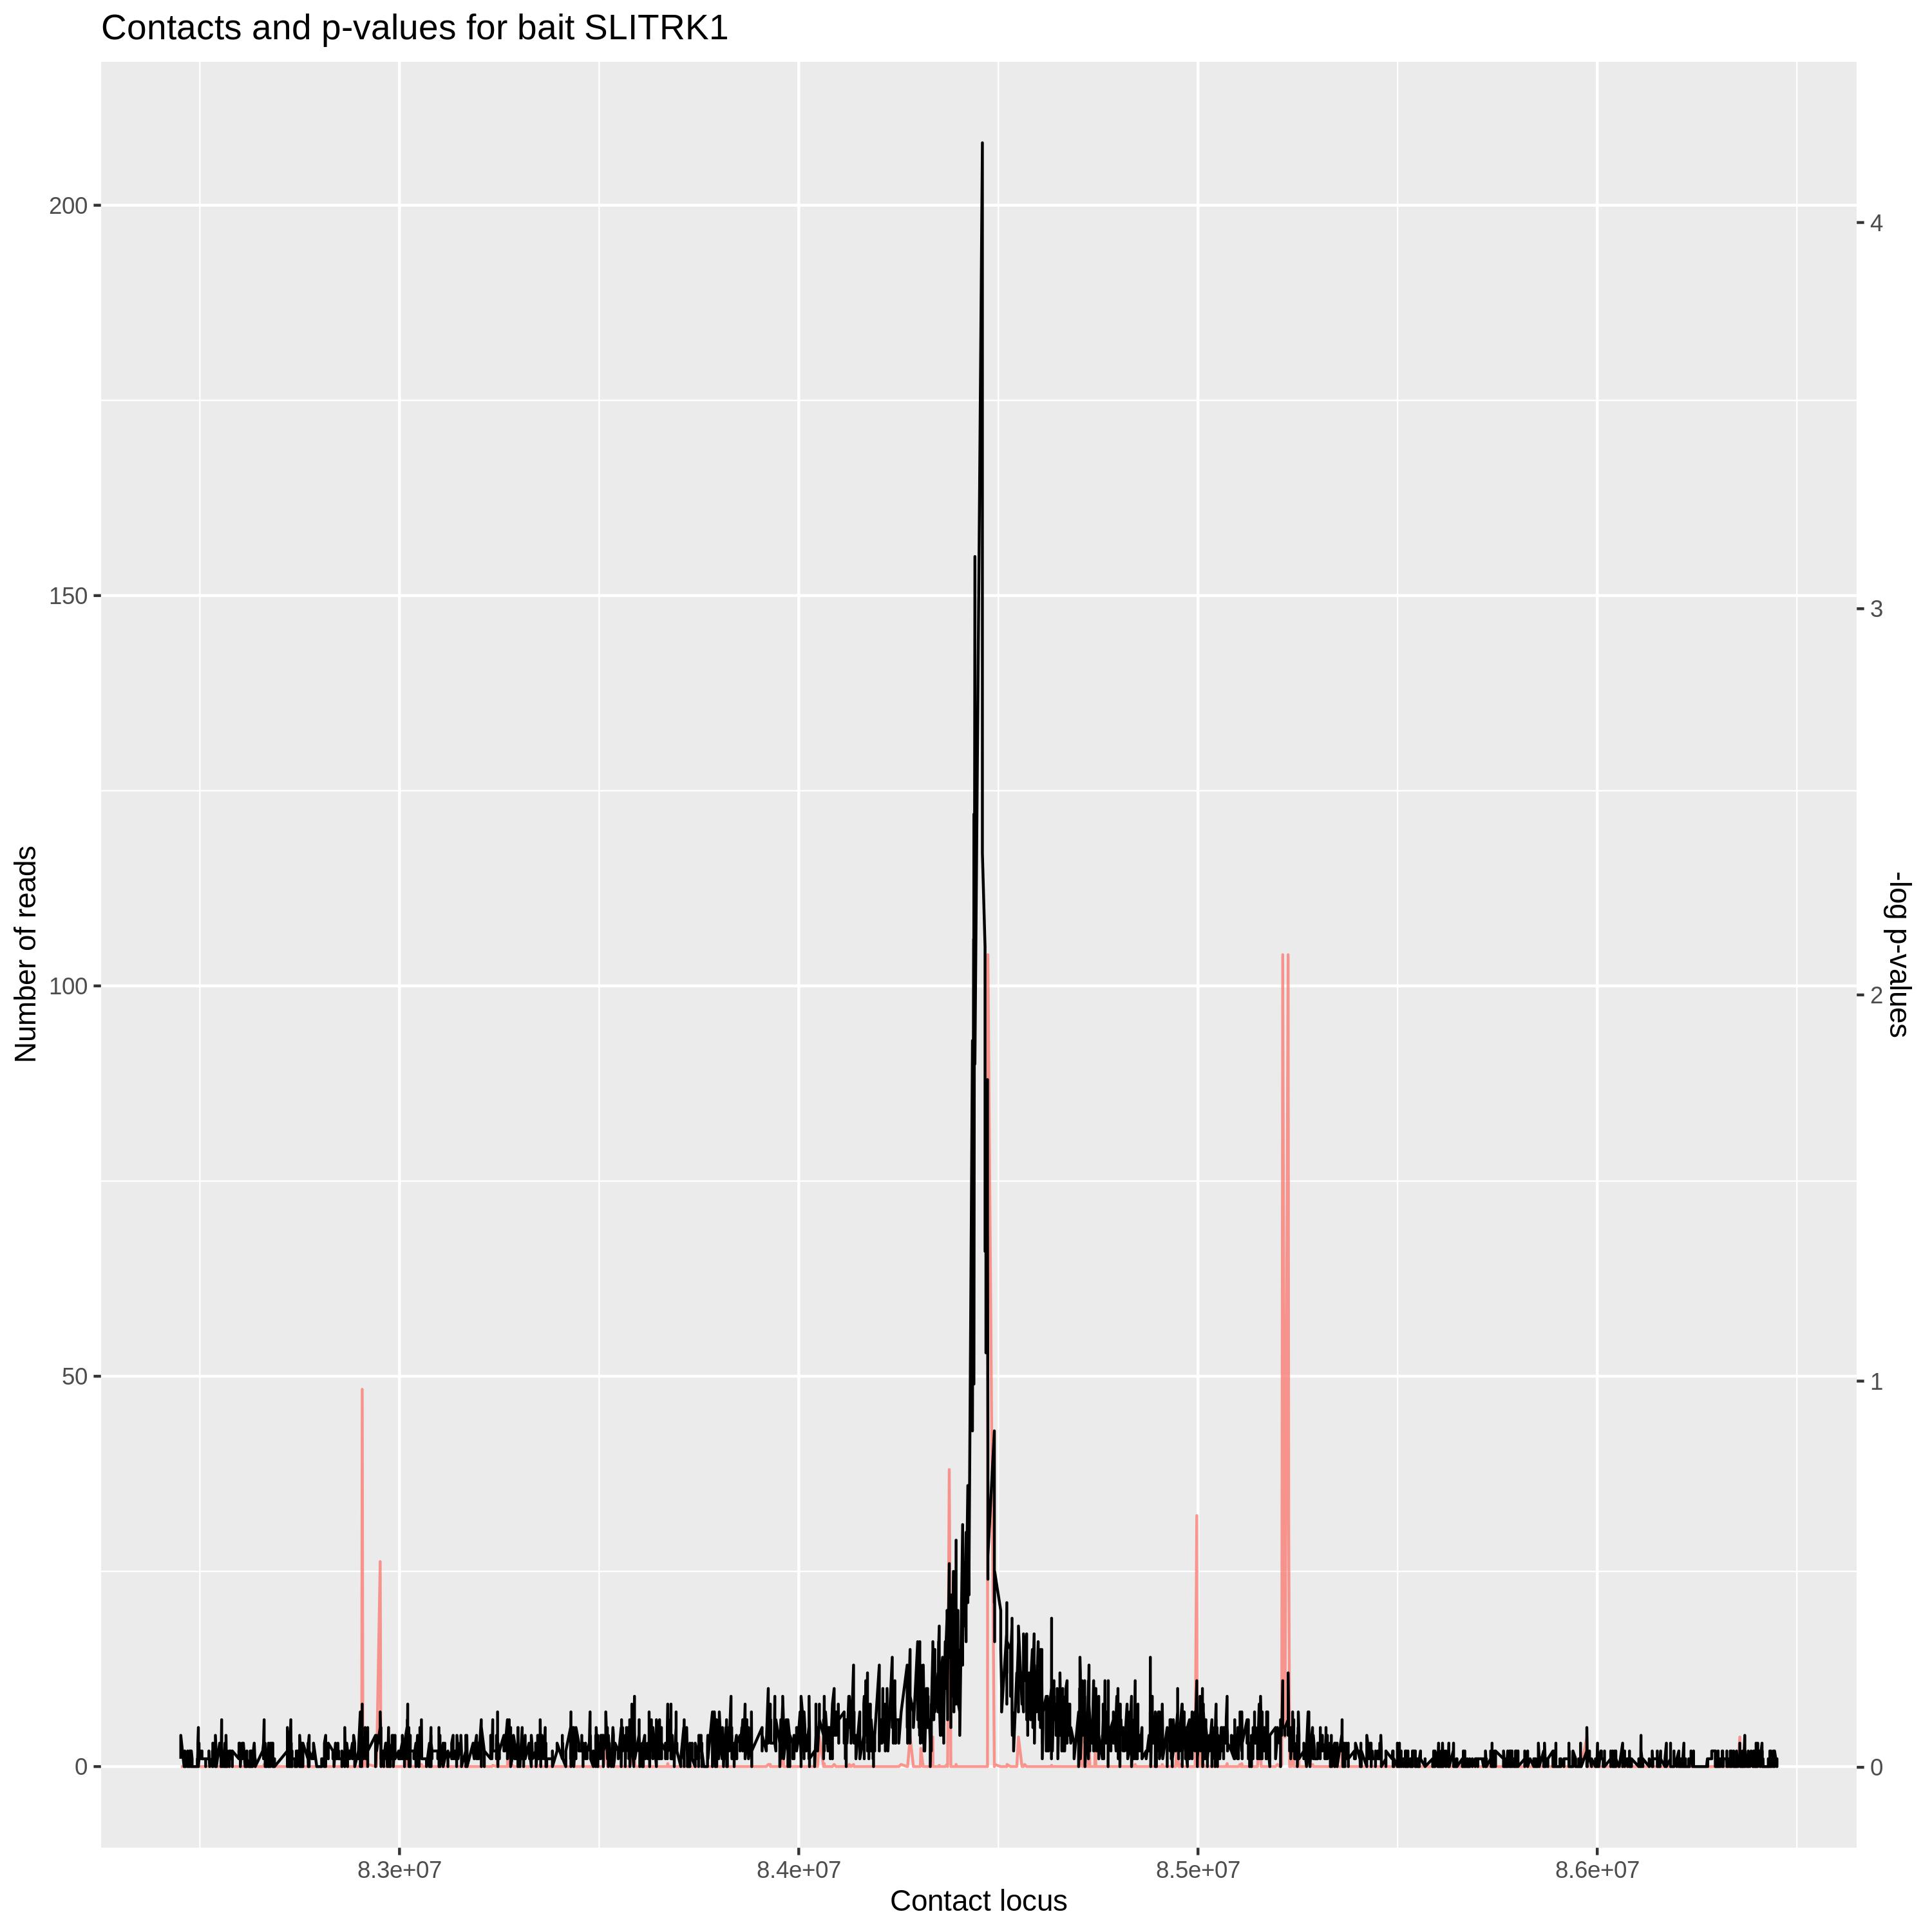 Contacts and p-values for bait SLITRK1
200
150
100
50
0
Number of reads
4
3
2
1
0
-log p-values
8.3e+07 8.4e+07 8.5e+07 8.6e+07
Contact locus